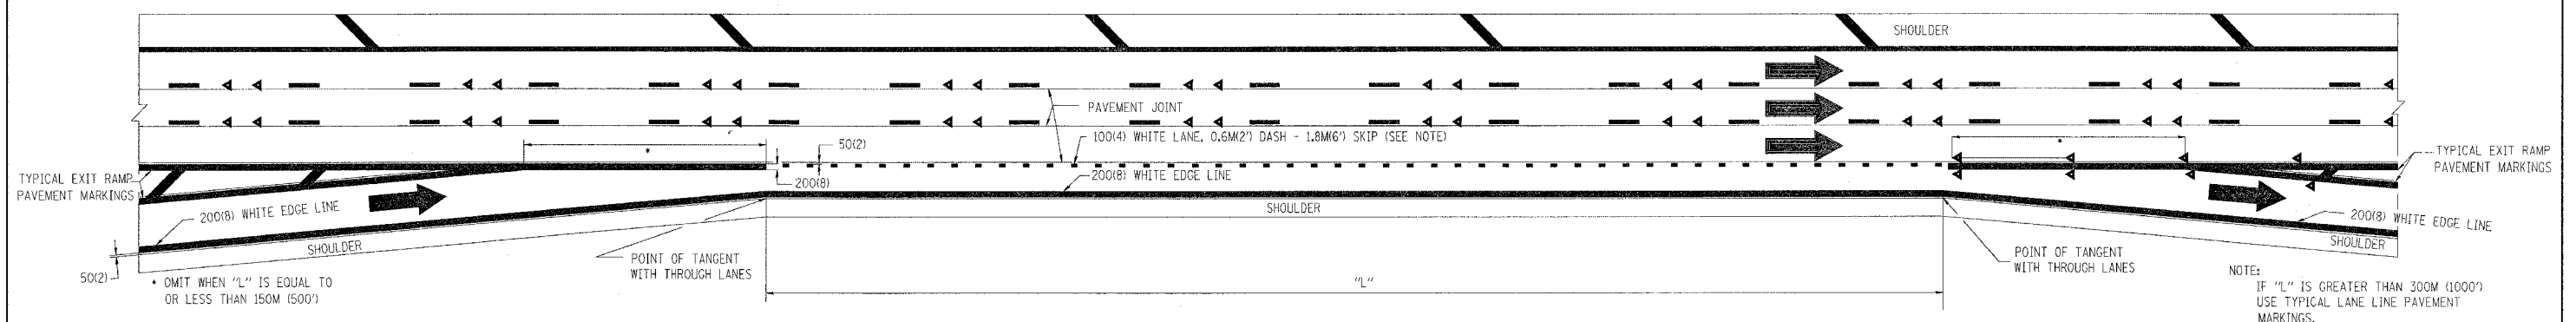 SHOULDER
PAVEMENT JOINT
100(4) WHITE LANE, 0.6M(2') DASH - 1.8M(6') SKIP (SEE NOTE)
*
50(2)
*
TYPICAL EXIT RAMP
PAVEMENT MARKINGS
TYPICAL EXIT RAMP
PAVEMENT MARKINGS
200(8)
200(8) WHITE EDGE LINE
200(8) WHITE EDGE LINE
SHOULDER
200(8) WHITE EDGE LINE
SHOULDER
SHOULDER
50(2)
POINT OF TANGENT
WITH THROUGH LANES
POINT OF TANGENT
WITH THROUGH LANES
* OMIT WHEN "L" IS EQUAL TO
OR LESS THAN 150M (500')
"L"
NOTE:
IF "L" IS GREATER THAN 300M (1000')
USE TYPICAL LANE LINE PAVEMENT
MARKINGS.